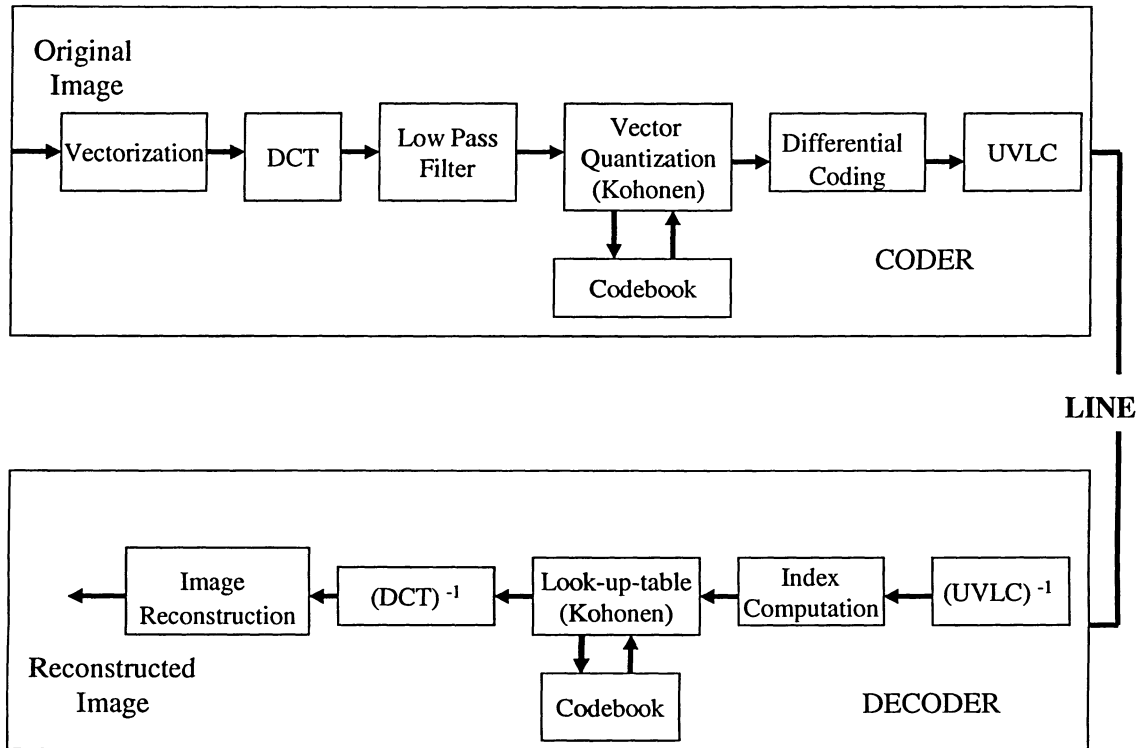 Original
Image
Vectorization
DCT
Low Pass
Filter
Vector
Quantization
(Kohonen)
Differential
Coding
UVLC
Codebook
CODER
LINE
Image
Reconstruction
(DCT) -1
Look-up-table
(Kohonen)
Index
Computation
(UVLC) -1
Codebook
Reconstructed
Image
DECODER